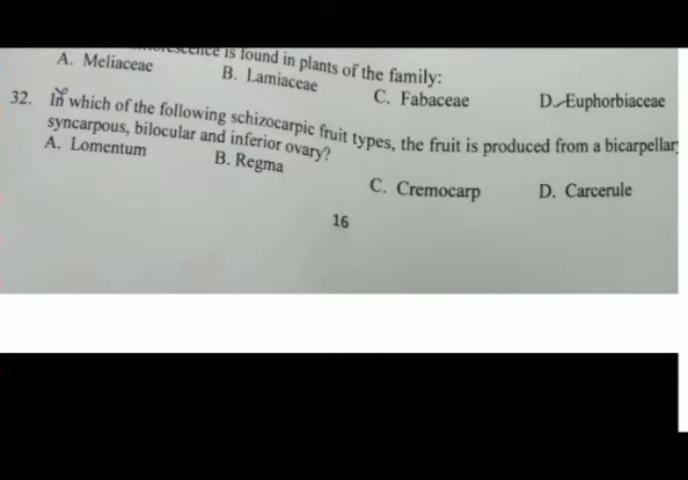 is found in plants of the family:
A. Meliaceae B. Lamiaceae C. Fabaceae D. Euphorbiaceae
32. In which of the following schizocarpic fruit types, the fruit is produced from a bicarpellar
syncarpous, bilocular and inferior ovary?
A. Lomentum B. Regma C. Cremocarp D. Carcerule
16